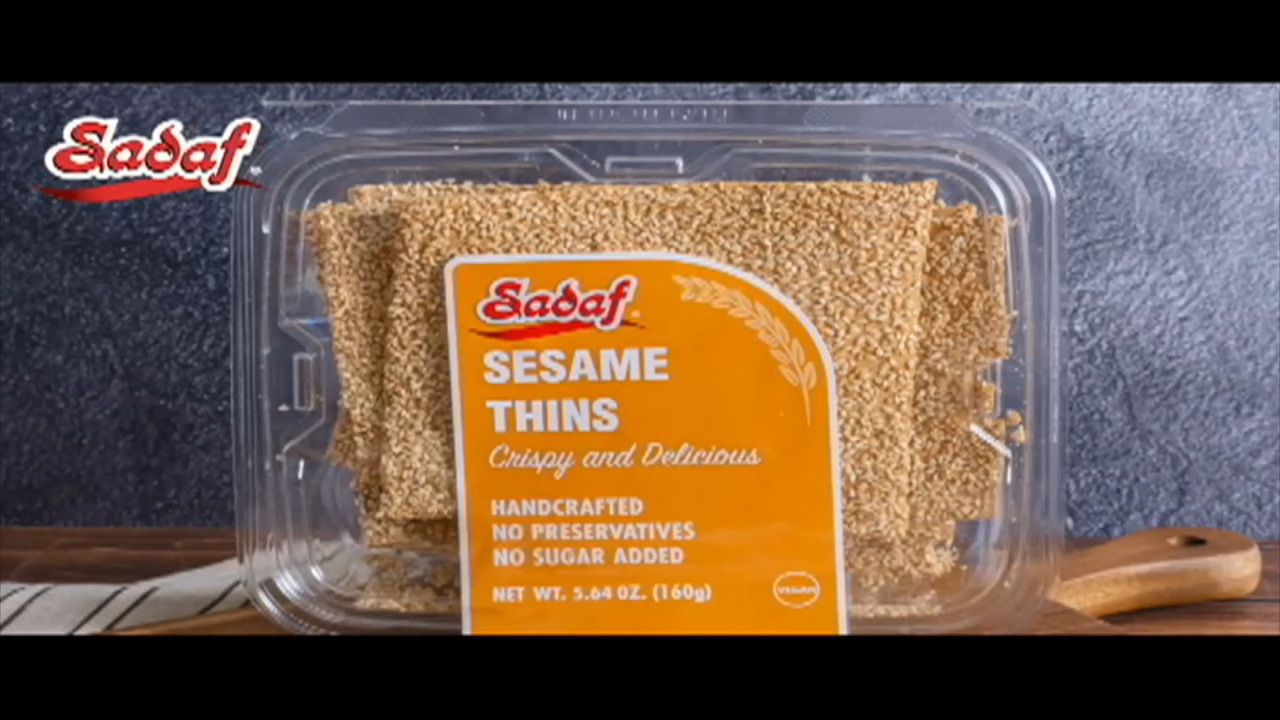 Sadaf
Sadaf
SESAME
THINS
Crispy and Delicious
HANDCRAFTED
NO PRESERVATIVES
NO SUGAR ADDED
NET WT. 5.64 OZ. (160g)
VEGAN